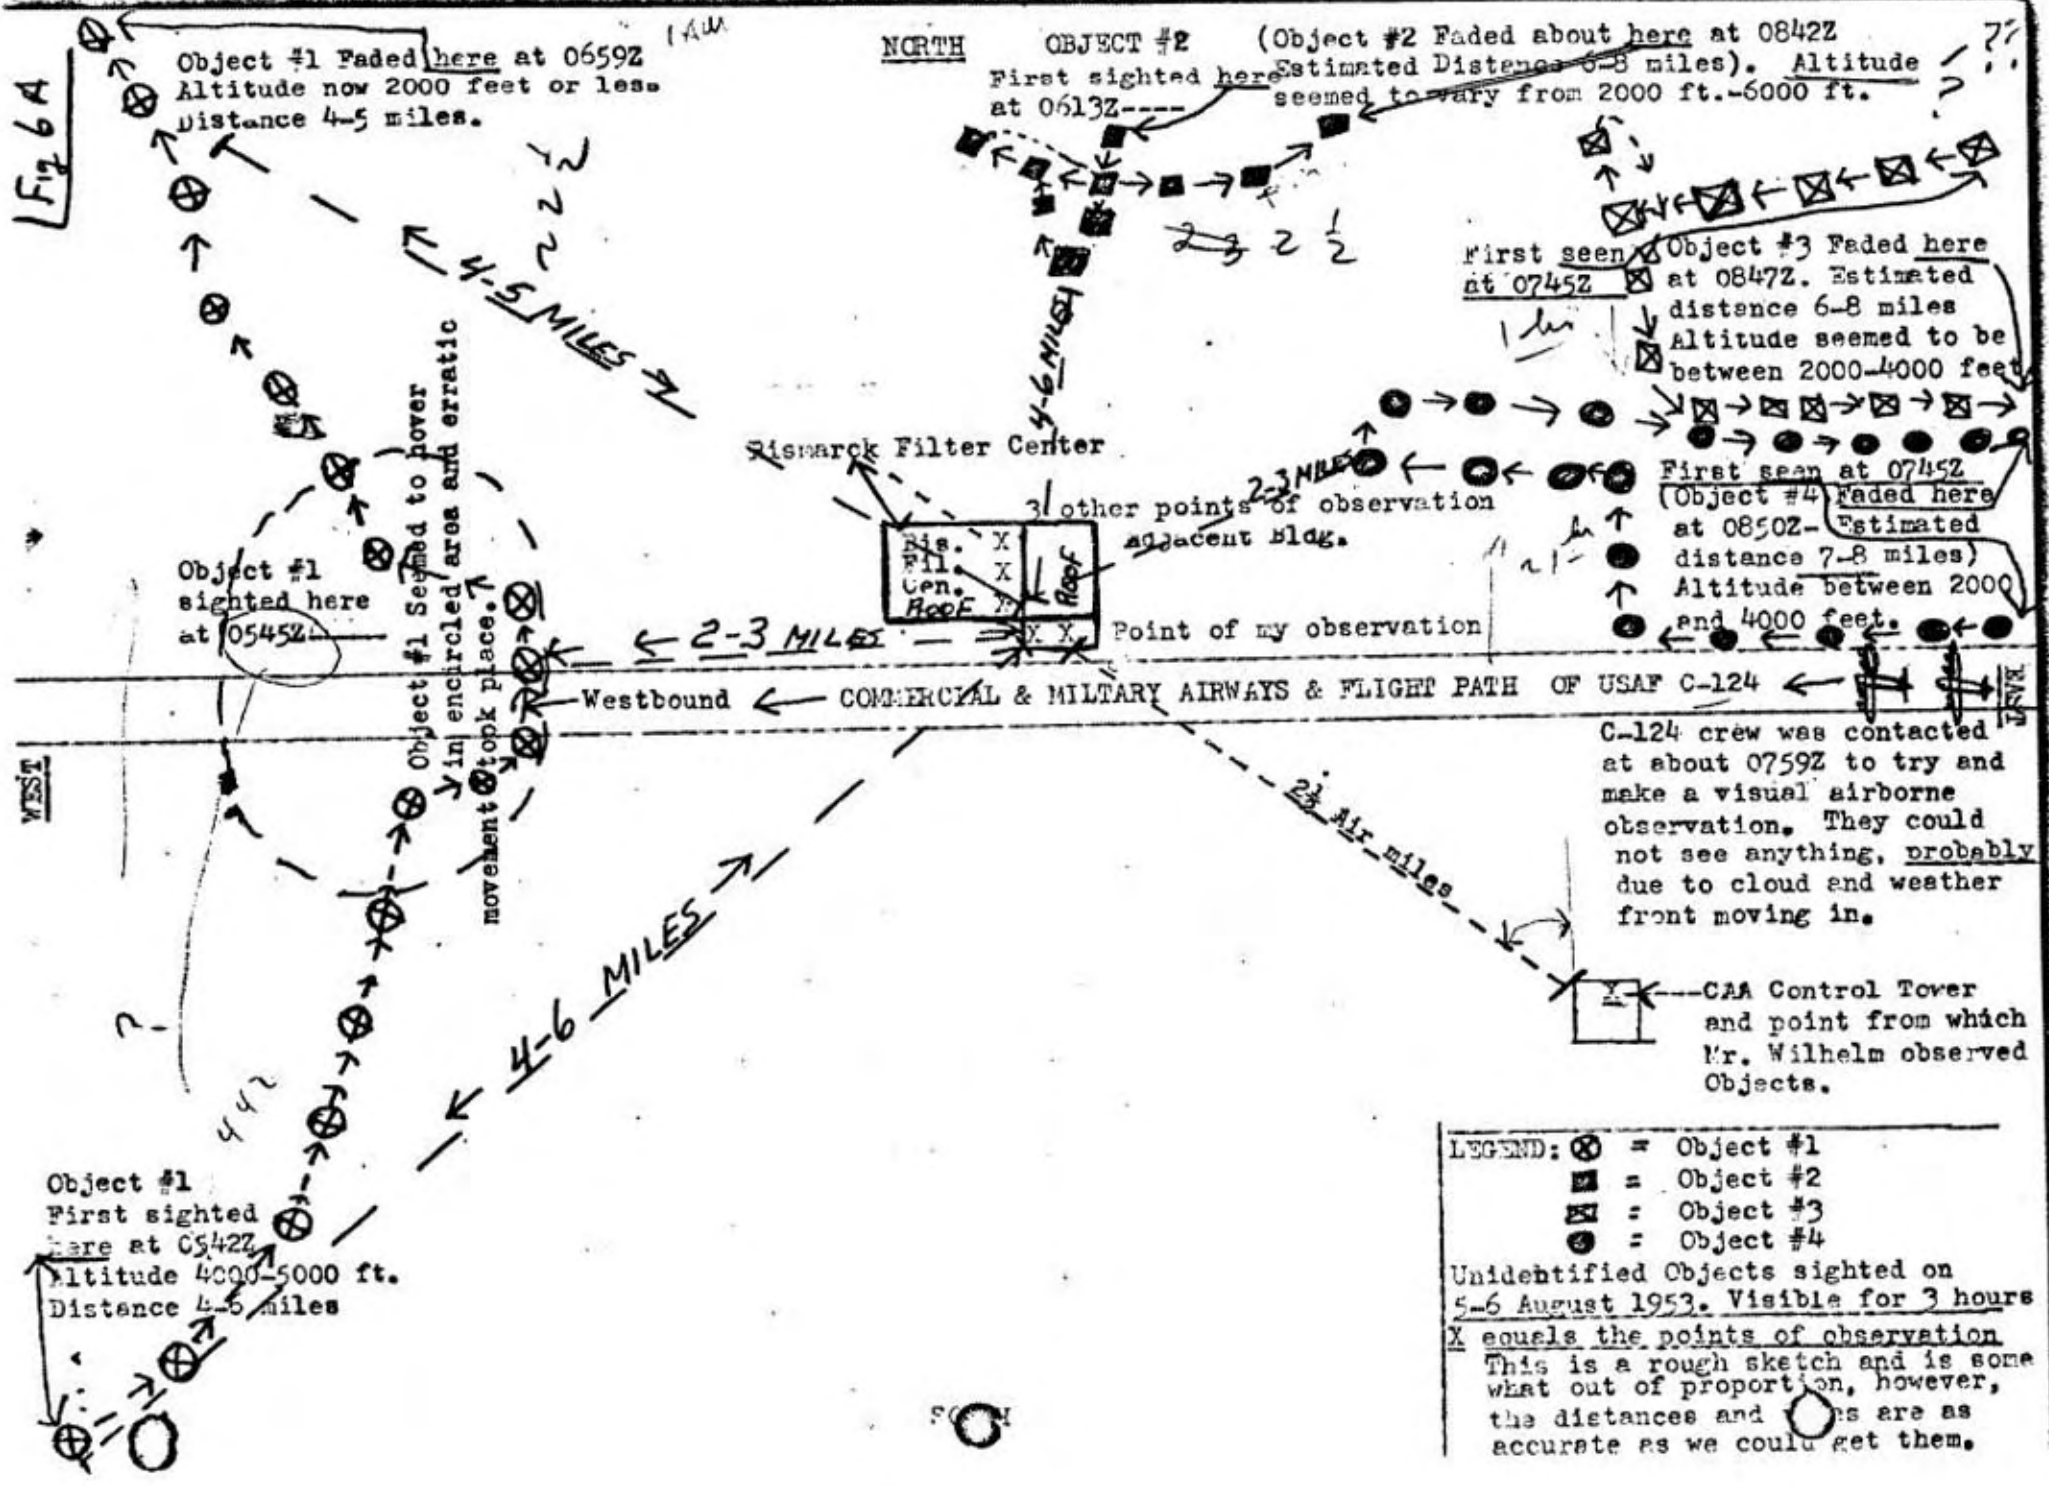 Fig 6A
Object #1 Faded here at 0659Z
Altitude now 2000 feet or less
Distance 4-5 miles.
NORTH
OBJECT #2
First sighted here
at 0613Z----
(Object #2 Faded about here at 0842Z
Estimated Distance 6-8 miles). Altitude
seemed to vary from 2000 ft.-6000 ft.
??
?
2 2 1/2
2-3 2 1/2
4-5 MILES
4-6 MILES
First seen
at 0745Z
1 hr
(Object #3 Faded here
at 0847Z. Estimated
distance 6-8 miles
Altitude seemed to be
between 2000-4000 feet
Bismarck Filter Center
3 other points of observation
adjacent Bldg.
2-3 MILES
Bis. X
Fil. X
Cen. X
ROOF
ROOF
X X
Point of my observation
First seen at 0745Z
(Object #4 Faded here
at 0850Z- Estimated
distance 7-8 miles)
Altitude between 2000
and 4000 feet.
Object #1
sighted here
at 0545Z
Object #1 Seemed to hover
in encircled area and erratic
movement took place.
2-3 MILES
Westbound
COMMERCIAL & MILTARY AIRWAYS & FLIGHT PATH OF USAF C-124
EAST
WEST
C-124 crew was contacted
at about 0759Z to try and
make a visual airborne
observation. They could
not see anything, probably
due to cloud and weather
front moving in.
2½ Air miles
4-6 MILES
X
---CAA Control Tower
and point from which
Mr. Wilhelm observed
Objects.
Object #1
First sighted
here at 0542Z
Altitude 4000-5000 ft.
Distance 4-6 miles
LEGEND: = Object #1
= Object #2
= Object #3
= Object #4
Unidentified Objects sighted on
5-6 August 1953. Visible for 3 hours
X equals the points of observation
This is a rough sketch and is some
what out of proportion, however,
the distances and are as
accurate as we could get them.